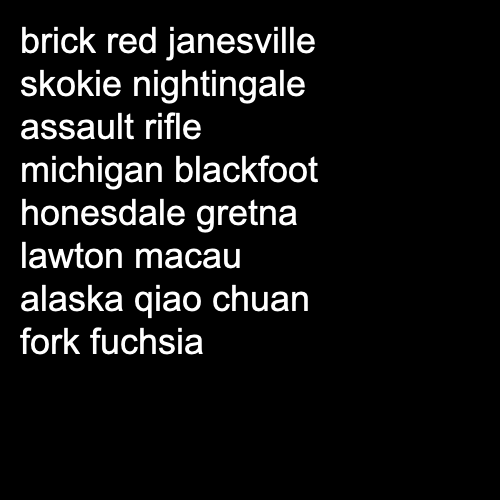 brick red janesville
skokie nightingale
assault rifle
michigan blackfoot
honesdale gretna
lawton macau
alaska qiao chuan
fork fuchsia